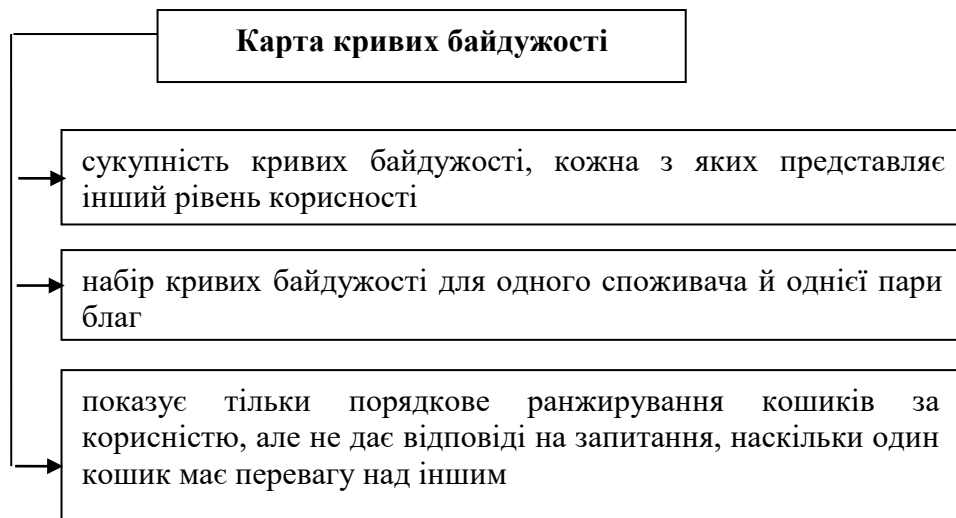 Карта кривих байдужості
сукупність кривих байдужості, кожна з яких представляє
інший рівень корисності
набір кривих байдужості для одного споживача й однієї пари
благ
показує тільки порядкове ранжирування кошиків за
корисністю, але не дає відповіді на запитання, наскільки один
кошик має перевагу над іншим